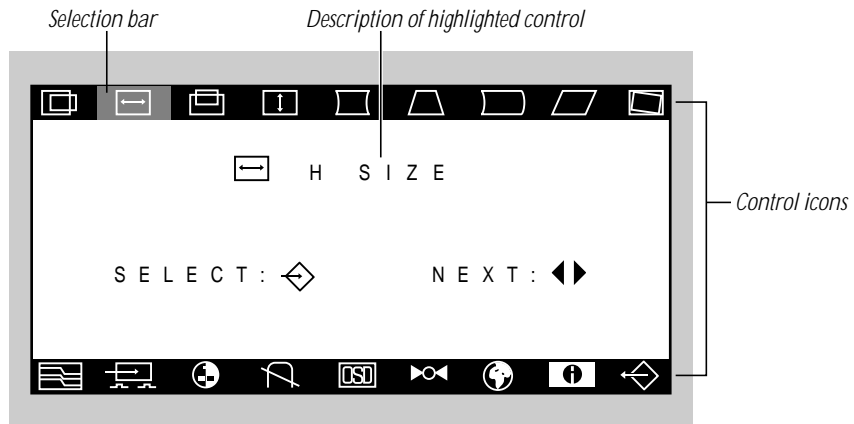 Selection bar
Description of highlighted control
H SIZE
Control icons
SELECT:
NEXT:
OSD